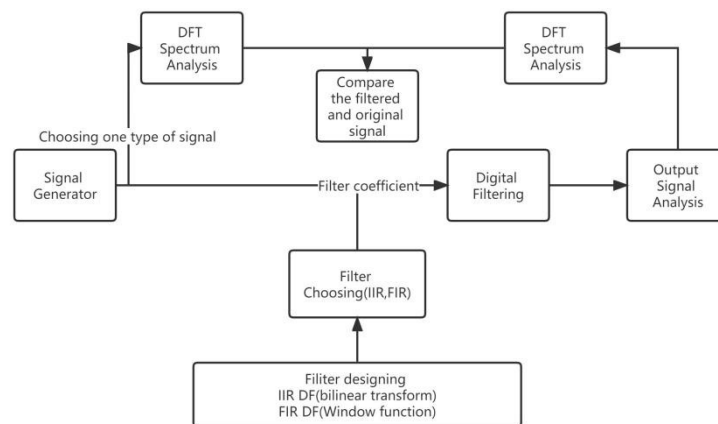 DFT
Spectrum
Analysis
DFT
Spectrum
Analysis
Compare
the filtered
and original
signal
Choosing one type of signal
Signal
Generator
Filter coefficient
Digital
Filtering
Output
Signal
Analysis
Filter
Choosing(IIR,FIR)
Filiter designing
IIR DF(bilinear transform)
FIR DF(Window function)